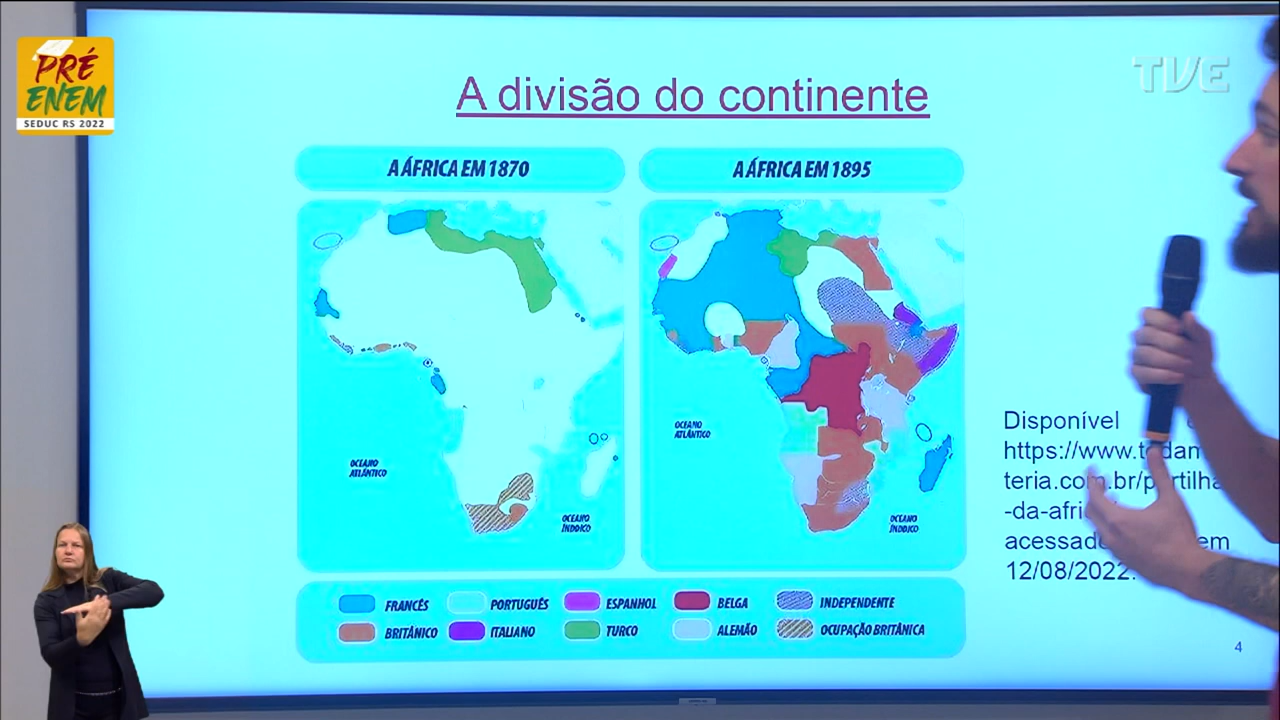 PRÉ
ENEM
SEDUC RS 2022
TVE
A divisão do continente
A ÁFRICA EM 1870
A ÁFRICA EM 1895
OCEANO
ATLÂNTICO
OCEANO
ÍNDICO
OCEANO
ATLÂNTICO
OCEANO
ÍNDICO
FRANCÊS
PORTUGUÊS
ESPANHOL
BELGA
INDEPENDENTE
BRITÂNICO
ITALIANO
TURCO
ALEMÃO
OCUPAÇÃO BRITÂNICA
Disponível
https://www.
teria.com.br/partilha
-da-afri
acessad em
12/08/2022.
4